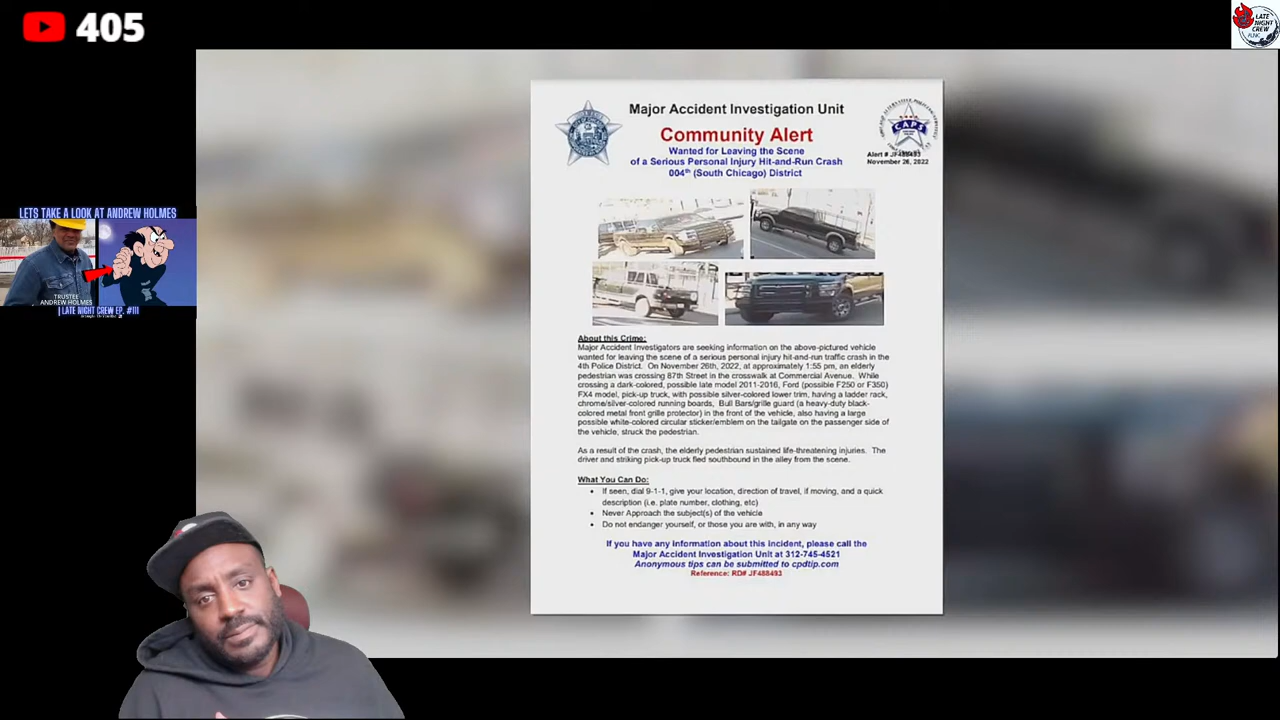 405
LATE
NIGHT
CREW
LETS TAKE A LOOK AT ANDREW HOLMES
TRUSTEE
ANDREW HOLMES
| LATE NIGHT CREW EP. #111
Major Accident Investigation Unit
Community Alert
Wanted for Leaving the Scene
of a Serious Personal Injury Hit-and-Run Crash
004th (South Chicago) District
CAPS
Alert # JF488493
November 26, 2022
About this Crime:
Major Accident Investigators are seeking information on the above-pictured vehicle
wanted for leaving the scene of a serious personal injury hit-and-run traffic crash in the
4th Police District. On November 26th, 2022, at approximately 1:55 pm, an elderly
pedestrian was crossing 87th Street in the crosswalk at Commercial Avenue. While
crossing a dark-colored, possible late model 2011-2016, Ford (possible F250 or F350)
FX4 model, pick-up truck, with possible silver-colored lower trim, having a ladder rack,
chrome/silver-colored running boards, Bull Bars/grille guard (a heavy-duty black-
colored metal front grille protector) in the front of the vehicle, also having a large
possible white-colored circular sticker/emblem on the tailgate on the passenger side of
the vehicle, struck the pedestrian.
As a result of the crash, the elderly pedestrian sustained life-threatening injuries. The
driver and striking pick-up truck fled southbound in the alley from the scene.
What You Can Do:
• If seen, dial 9-1-1, give your location, direction of travel, if moving, and a quick
description (i.e. plate number, clothing, etc)
• Never Approach the subject(s) of the vehicle
• Do not endanger yourself, or those you are with, in any way
If you have any information about this incident, please call the
Major Accident Investigation Unit at 312-745-4521
Anonymous tips can be submitted to cpdtip.com
Reference: RD# JF488493